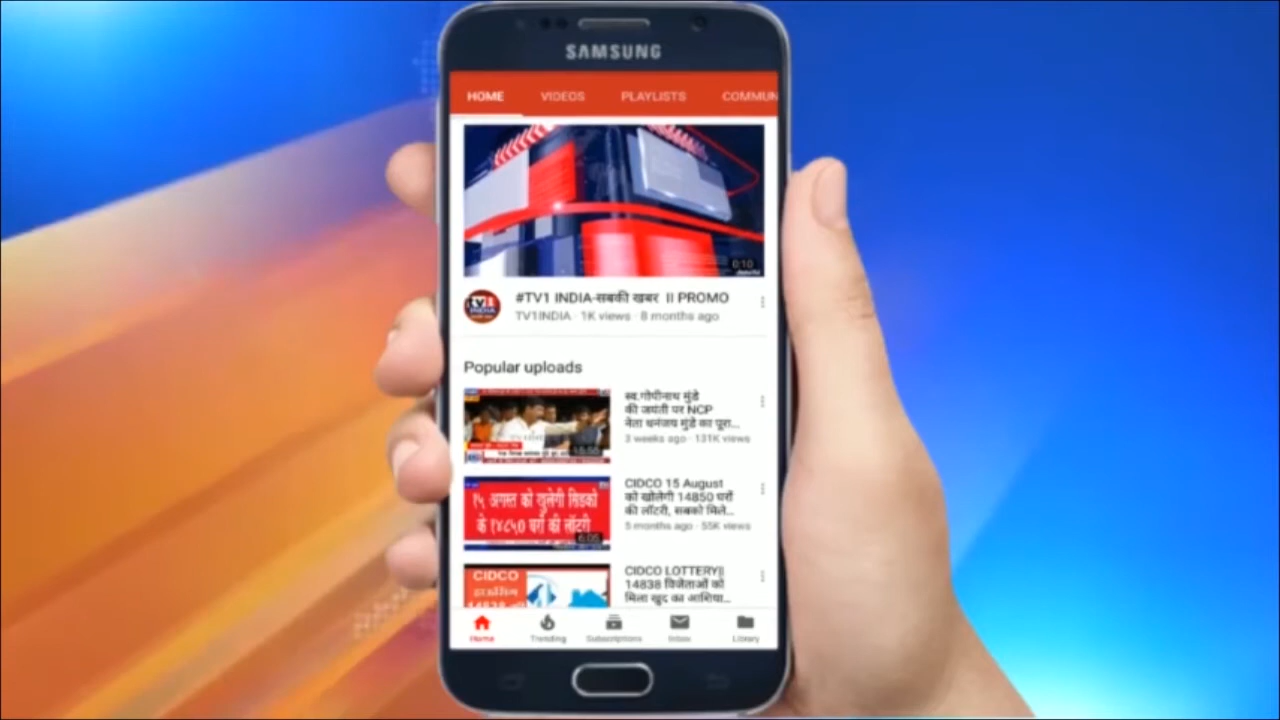 SAMSUNG
HOME VIDEOS PLAYLISTS COMMUN
0:10
#TV1 INDIA-सबकी खबर II PROMO
TV1INDIA · 1K views · 8 months ago
Popular uploads
स्व.गोपीनाथ मुंडे
की जयंती पर NCP
नेता धनंजय मुंडे का पूरा...
3 weeks ago · 131K views
१५ अगस्त को खुलेगी सिडको
के १४८५० घरों की लॉटरी
6:05
CIDCO 15 August
को खोलेगी 14850 घरों
की लॉटरी, सबको मिले...
5 months ago · 55K views
CIDCO
14838
CIDCO LOTTERY||
14838 विजेताओं को
मिला खुद का आशिया...
Home Trending Subscriptions Inbox Library